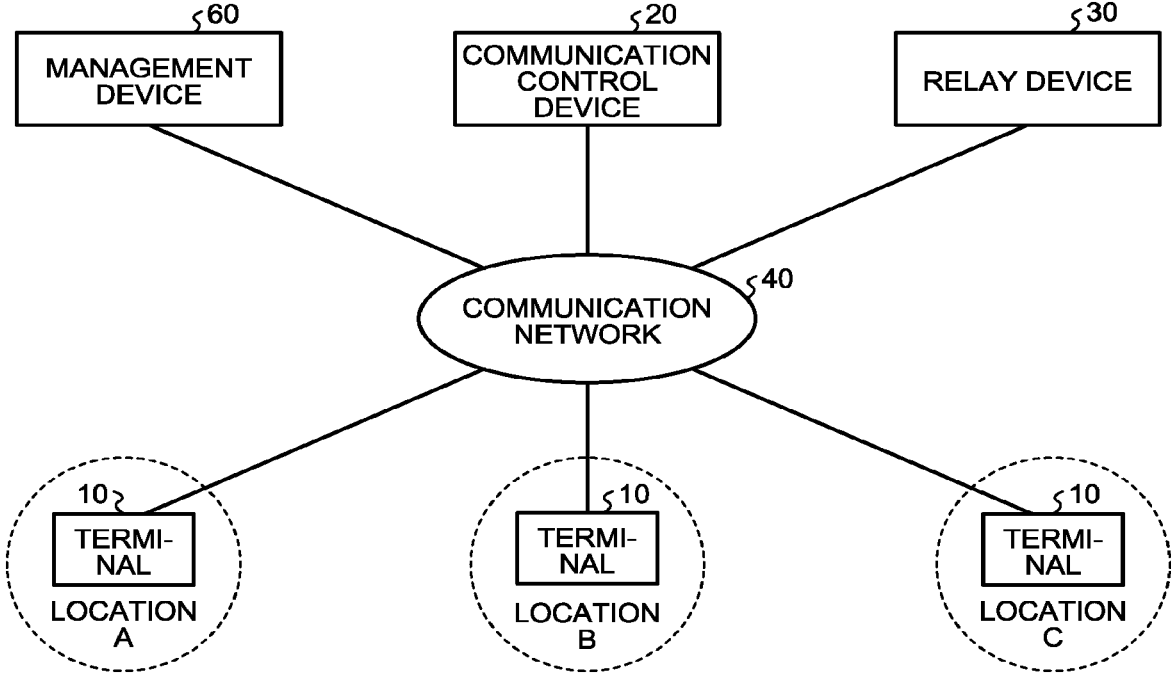 60
20
30
MANAGEMENT
DEVICE
COMMUNICATION
CONTROL
DEVICE
RELAY DEVICE
40
COMMUNICATION
NETWORK
10
10
10
TERMI-
NAL
TERMI-
NAL
TERMI-
NAL
LOCATION
A
LOCATION
B
LOCATION
C